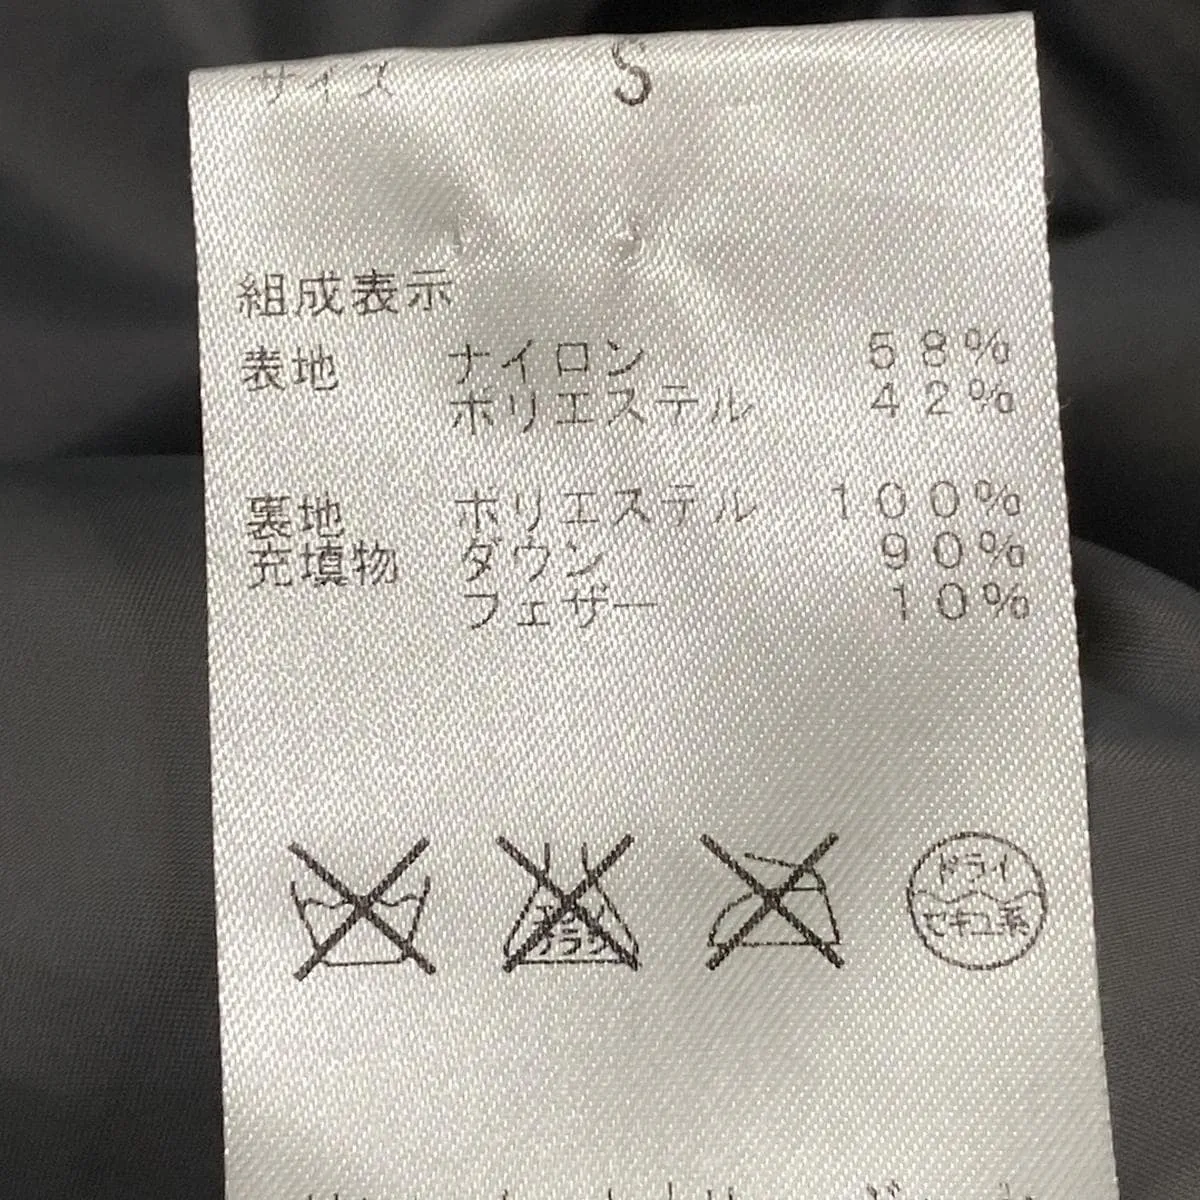 サイズ S
組成表示
表地 ナイロン 58%
ポリエステル 42%
裏地 ポリエステル 100%
充填物 ダウン 90%
フェザー 10%
ドライ
セキユ系